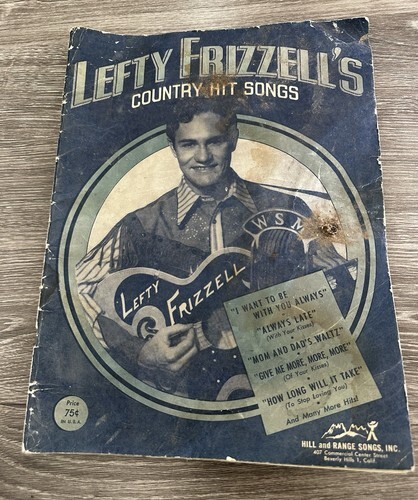 LEFTY FRIZZELL'S
COUNTRY HIT SONGS
WSM
LEFTY
FRIZZELL
"I WANT TO BE
WITH YOU ALWAYS"
"ALWAYS LATE"
(With Your Kisses)
"MOM AND DAD'S WALTZ"
"GIVE ME MORE, MORE, MORE"
(Of Your Kisses)
"HOW LONG WILL IT TAKE"
(To Stop Loving You)
And Many More Hits!
Price
75¢
IN U.S.A.
HILL and RANGE SONGS, INC.
407 Commercial Center Street
Beverly Hills 1, Calif.